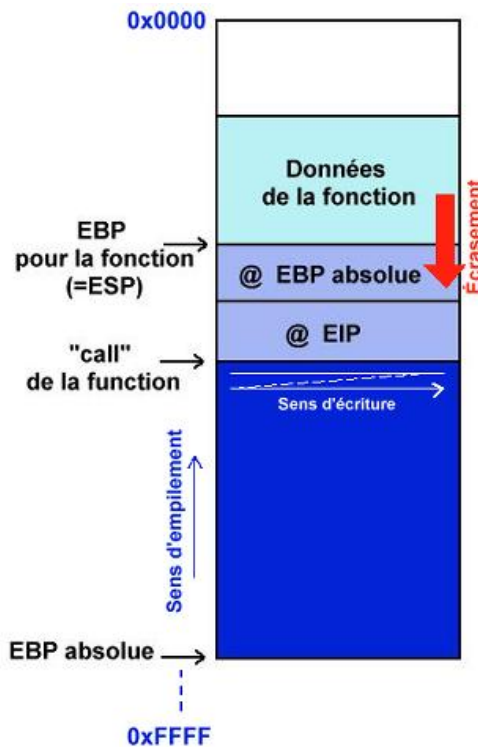 0x0000
Données
de la fonction
Écrasement
EBP
pour la fonction
(=ESP)
@ EBP absolue
@ EIP
"call"
de la function
Sens d'écriture
Sens d'empilement
EBP absolue
0xFFFF